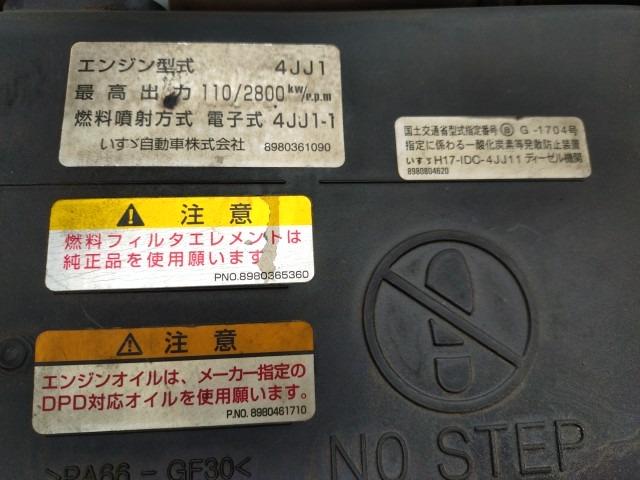 エンジン型式 4JJ1
最高出力 110/2800 kw/r.p.m
燃料噴射方式 電子式 4JJ1-1
いすゞ自動車株式会社 8980361090
国土交通省型式指定番号 Ⓑ G -1704号
指定に係わる一酸化炭素等発散防止装置
いすゞH17-IDC-4JJ11 ディーゼル機関
8980804620
注意
燃料フィルタエレメントは
純正品を使用願います。
PNO.8980365360
注意
エンジンオイルは、メーカー指定の
DPD対応オイルを使用願います。
P.NO. 8980461710
NO STEP
>PA66 - GF30<